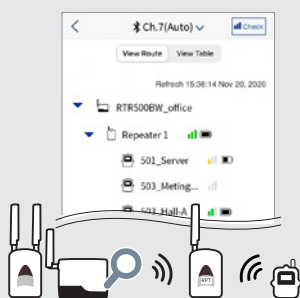 Ch.7(Auto)
Check
View Route View Table
Refresh 15:36:14 Nov 20, 2020
RTR500BW_office
Repeater 1
501_Server
503_Meting...
503_Hall-A
RPT